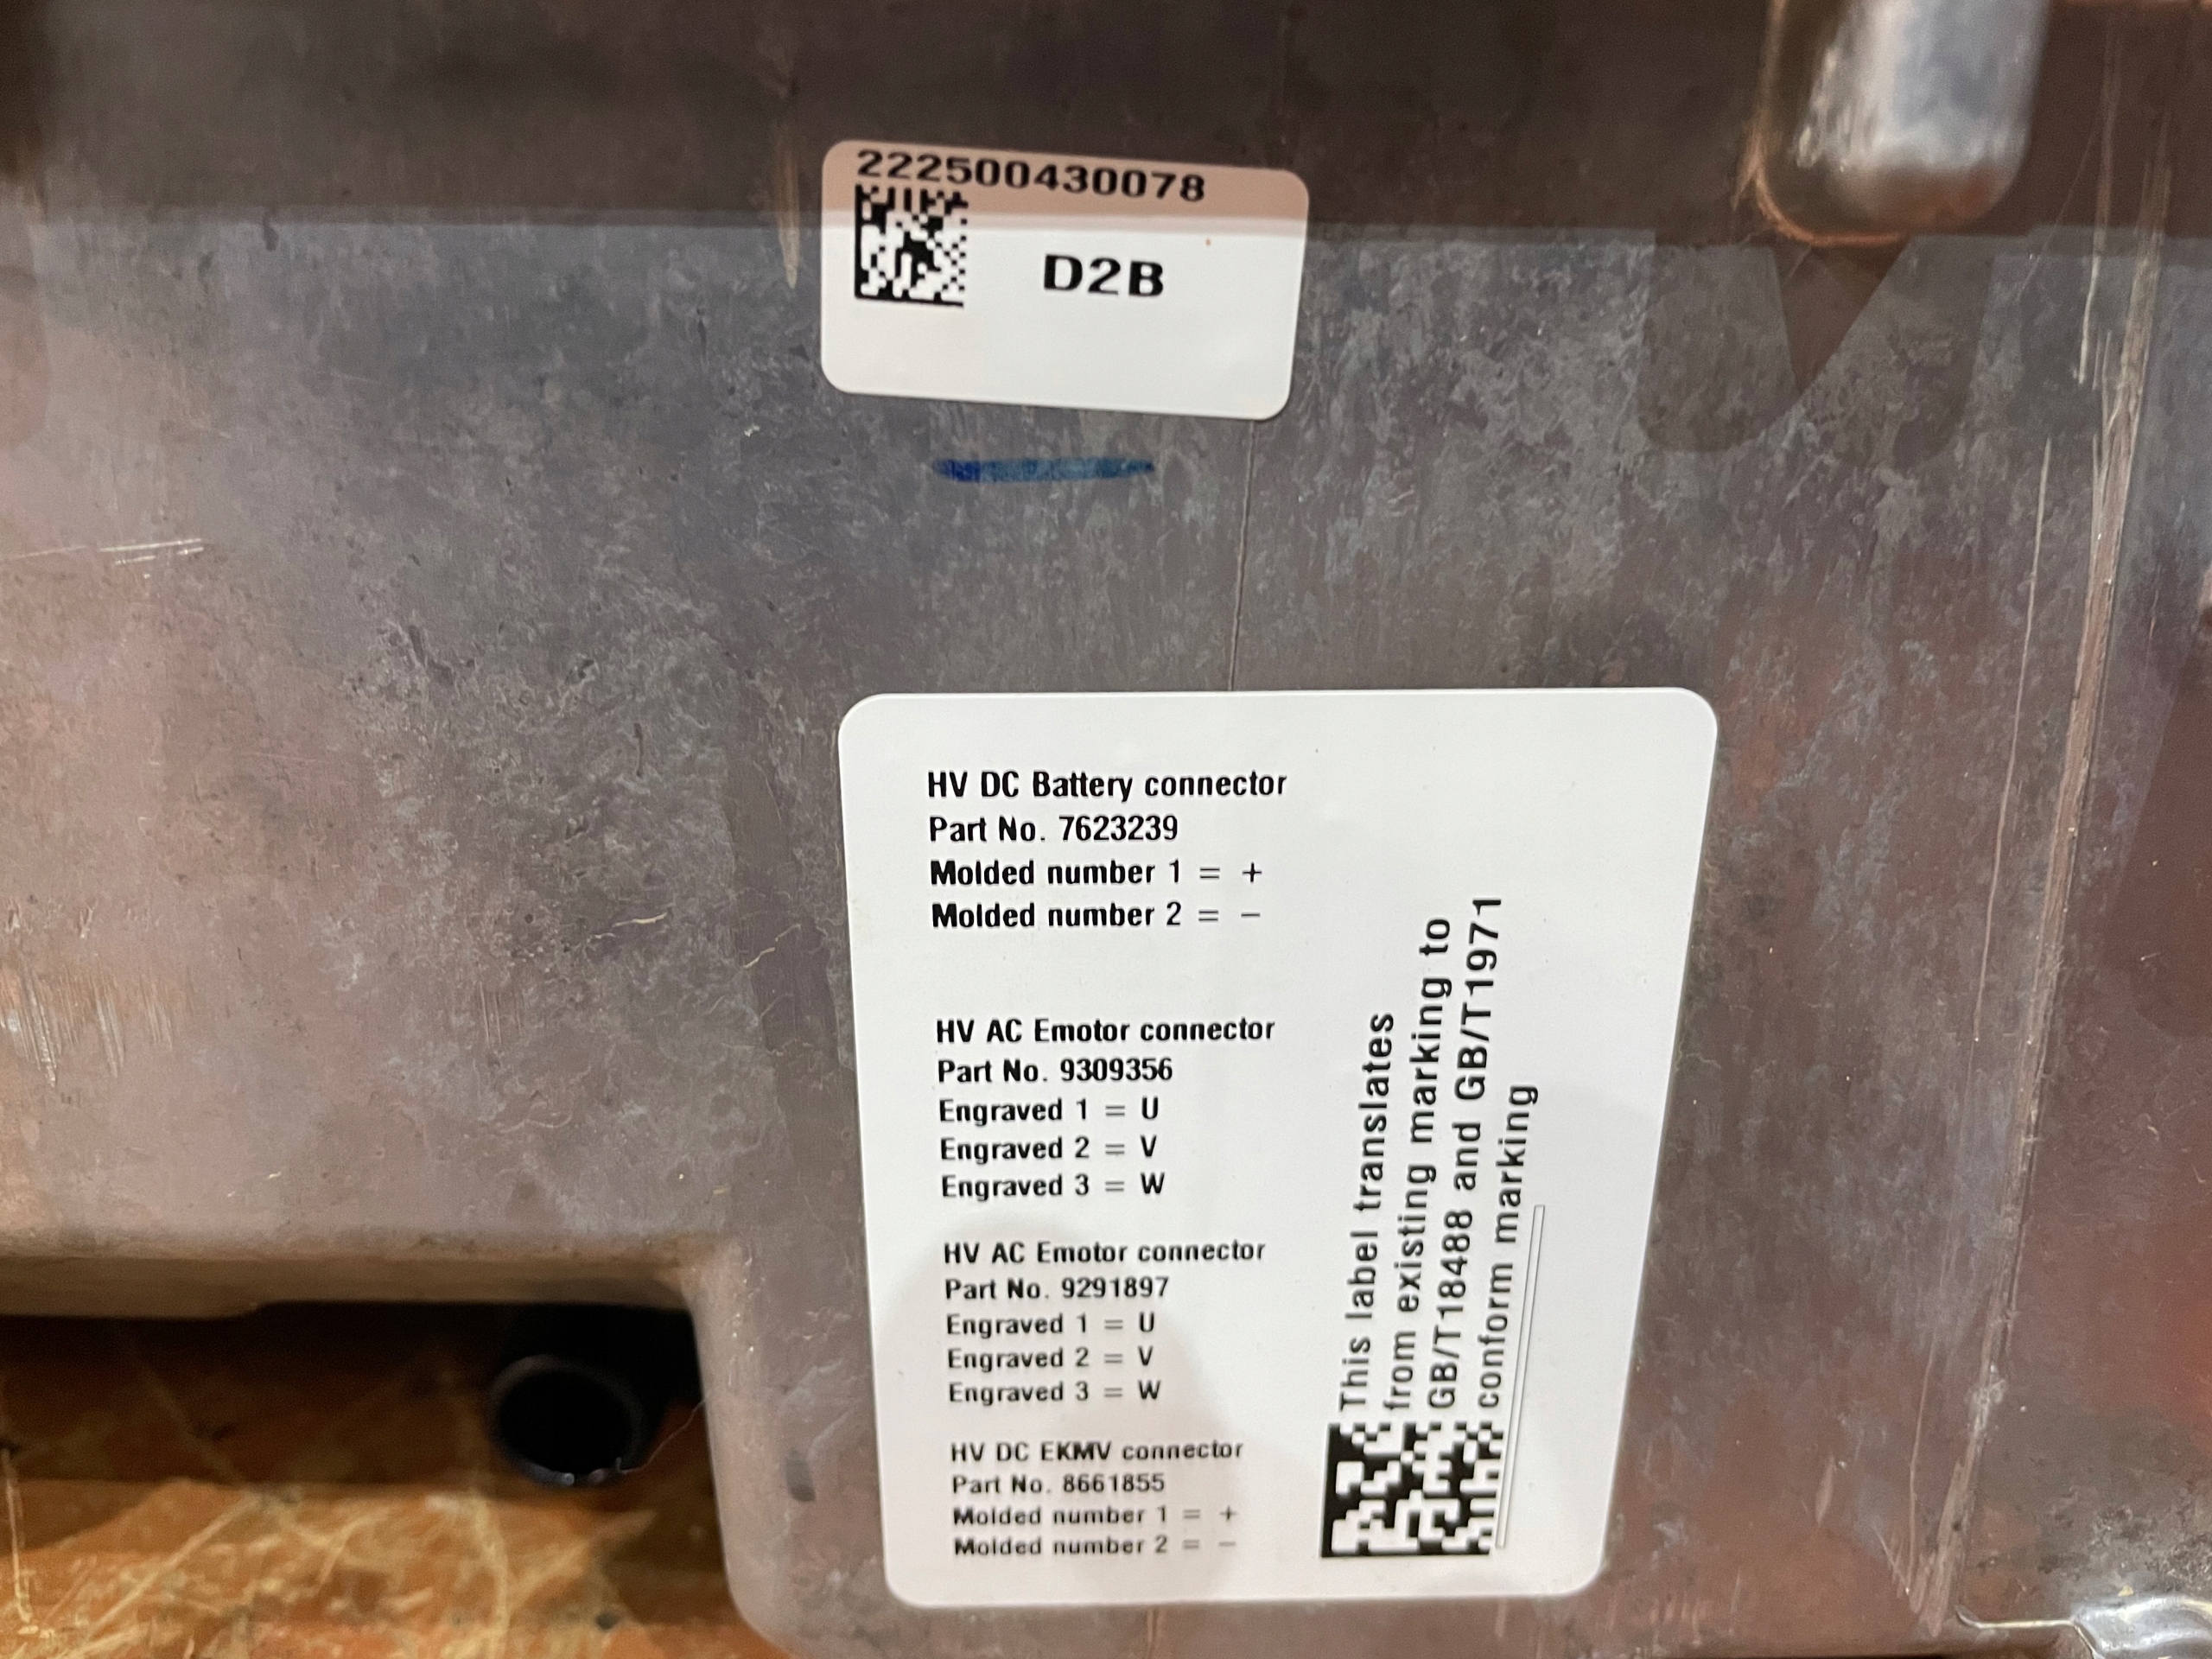 222500430078
D2B
HV DC Battery connector
Part No. 7623239
Molded number 1 = +
Molded number 2 = −
HV AC Emotor connector
Part No. 9309356
Engraved 1 = U
Engraved 2 = V
Engraved 3 = W
HV AC Emotor connector
Part No. 9291897
Engraved 1 = U
Engraved 2 = V
Engraved 3 = W
HV DC EKMV connector
Part No. 8661855
Molded number 1 = +
Molded number 2 = −
This label translates
from existing marking to
GB/T18488 and GB/T1971
conform marking